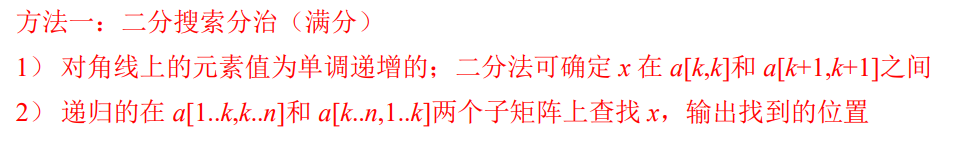 方法一：二分搜索分治（满分）
1） 对角线上的元素值为单调递增的；二分法可确定 x 在 a[k,k]和 a[k+1,k+1]之间
2） 递归的在 a[1..k,k..n]和 a[k..n,1..k]两个子矩阵上查找 x，输出找到的位置